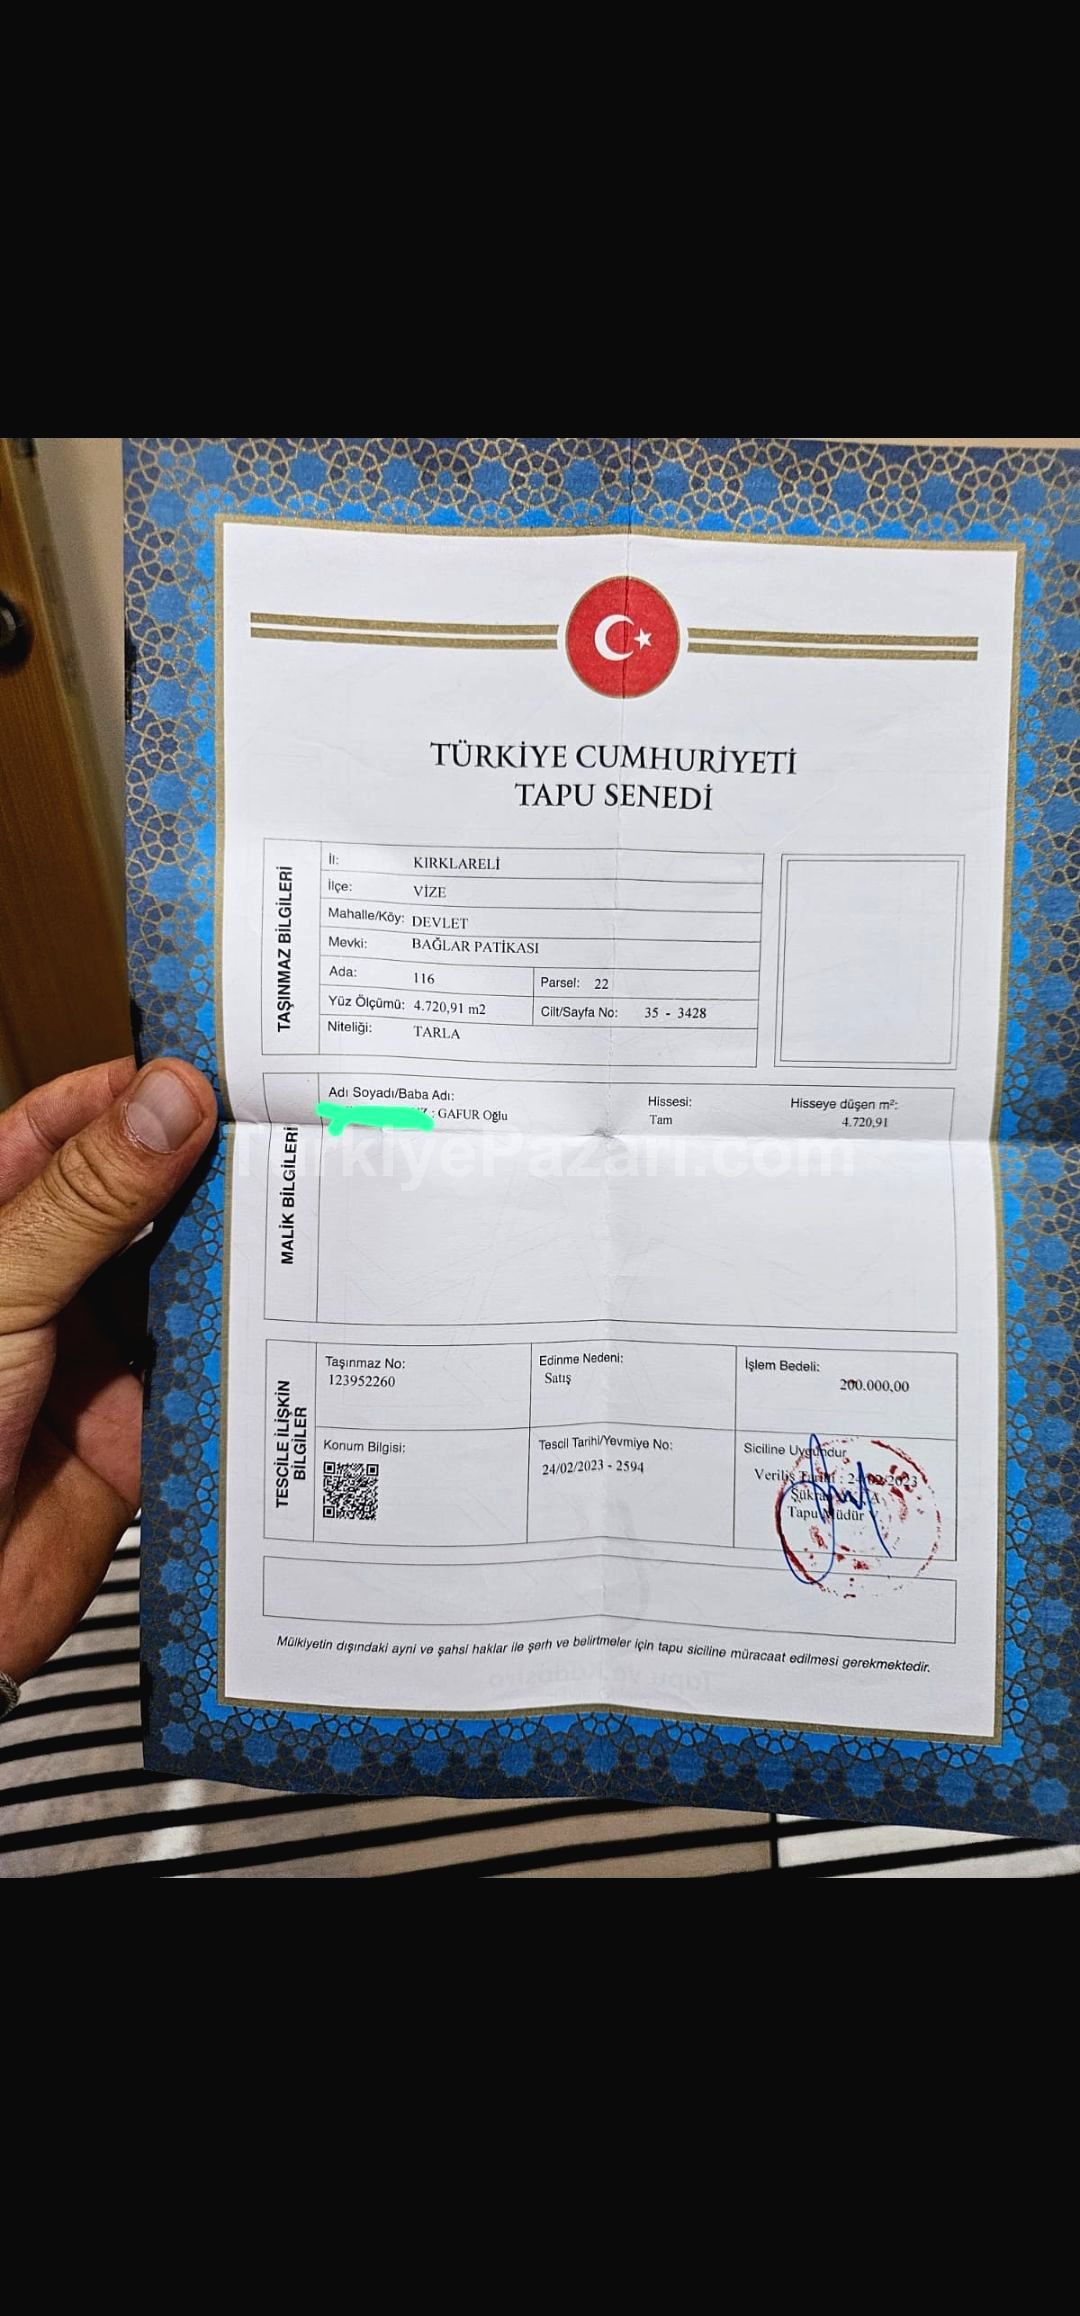 TÜRKİYE CUMHURİYETİ
TAPU SENEDİ
TAŞINMAZ BİLGİLERİ
İl: KIRKLARELİ
İlçe: VİZE
Mahalle/Köy: DEVLET
Mevki: BAĞLAR PATİKASI
Ada: 116 Parsel: 22
Yüz Ölçümü: 4.720,91 m2 Cilt/Sayfa No: 35 - 3428
Niteliği: TARLA
MALİK BİLGİLERİ
Adı Soyadı/Baba Adı: Hissesi: Hisseye düşen m²:
: GAFUR Oğlu Tam 4.720,91
TürkiyePazarı.com
TESCİLE İLİŞKİN BİLGİLER
Taşınmaz No: Edinme Nedeni: İşlem Bedeli:
123952260 Satış 200.000,00
Konum Bilgisi: Tescil Tarihi/Yevmiye No: Siciline Uygundur
24/02/2023 - 2594 Veriliş Tarihi : 24/02/2023
Tapu Müdür V.
Mülkiyetin dışındaki ayni ve şahsi haklar ile şerh ve belirtmeler için tapu siciline müracaat edilmesi gerekmektedir.